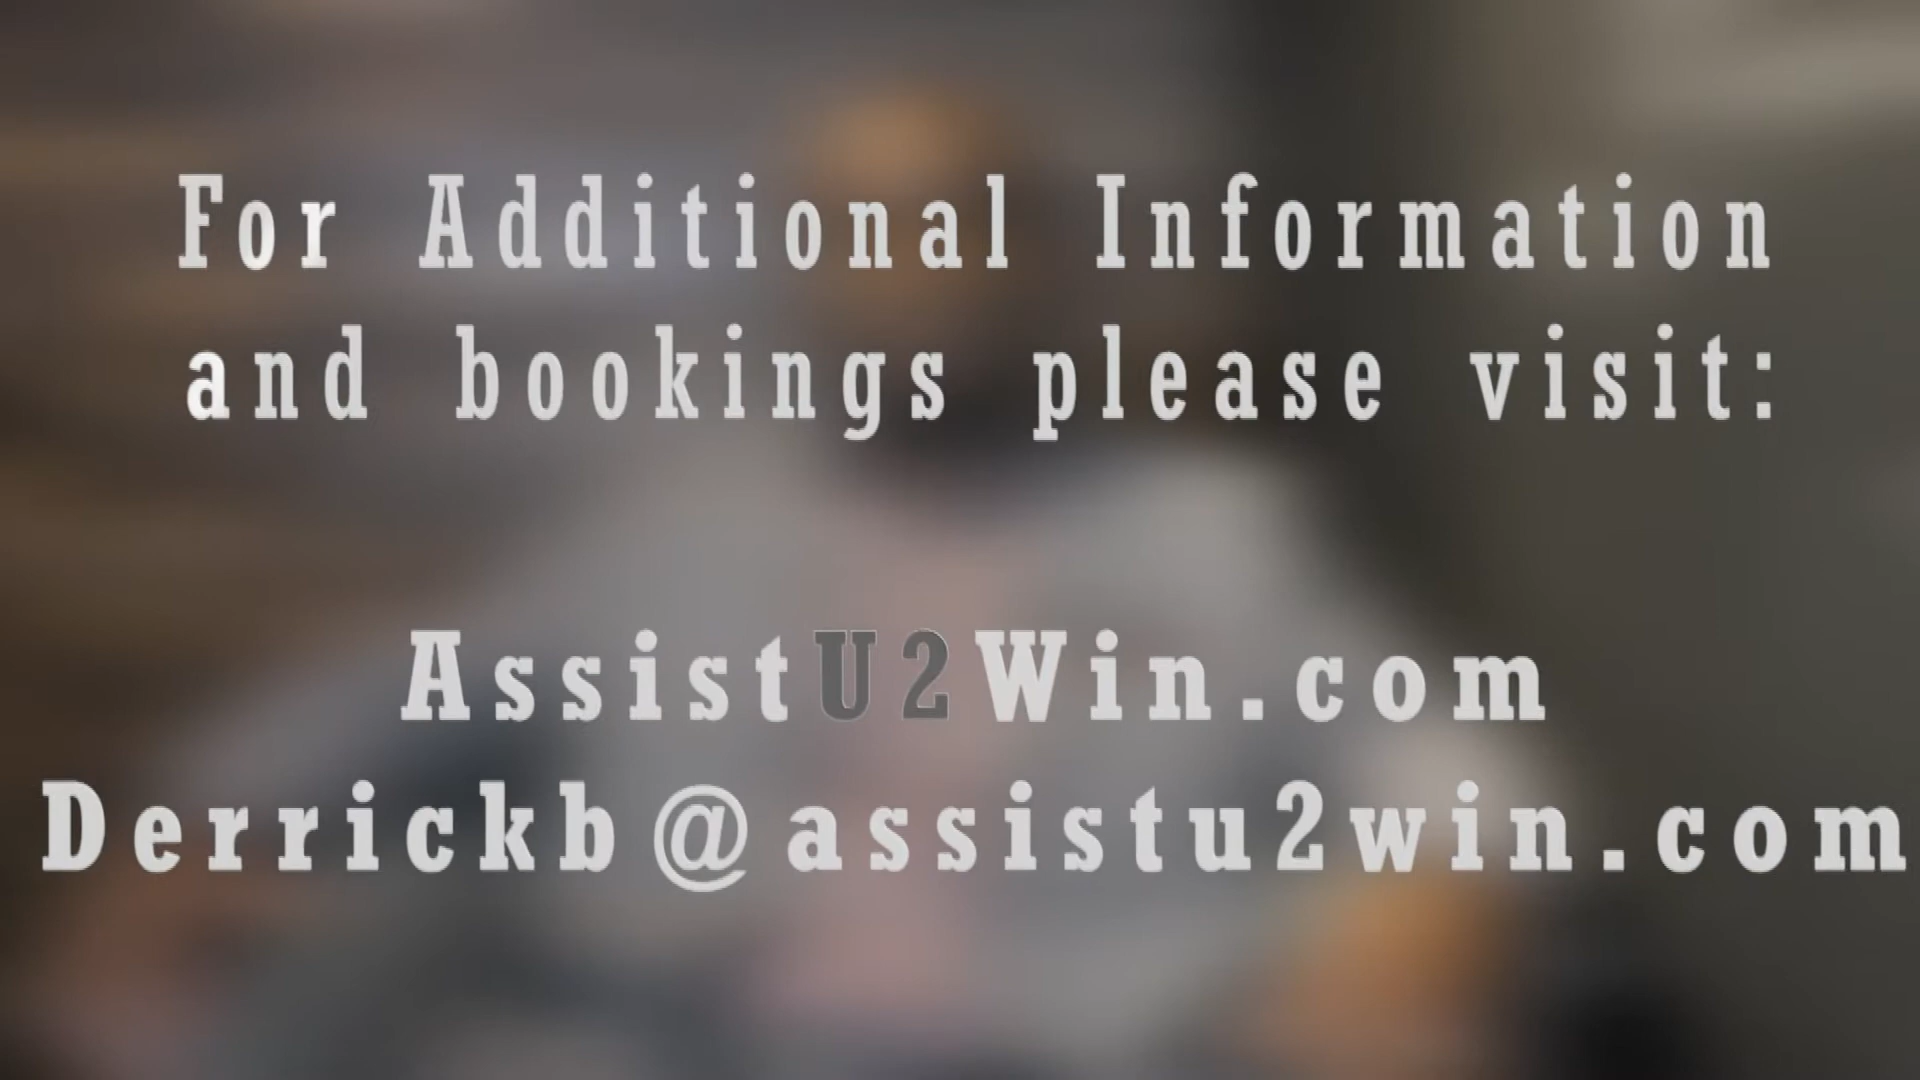 For Additional Information
and bookings please visit:
AssistU2Win.com
Derrickb@assistu2win.com